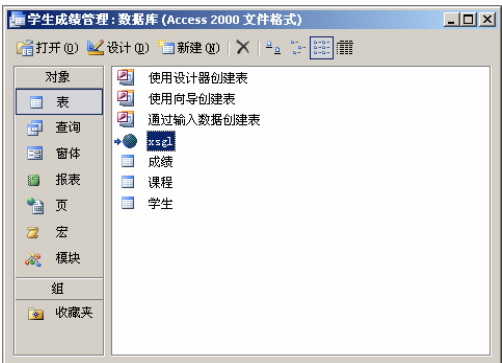 学生成绩管理:数据库 (Access 2000 文件格式)
打开(O) 设计(D) 新建(N)
对象
表
查询
窗体
报表
页
宏
模块
组
收藏夹
使用设计器创建表
使用向导创建表
通过输入数据创建表
xsgl
成绩
课程
学生